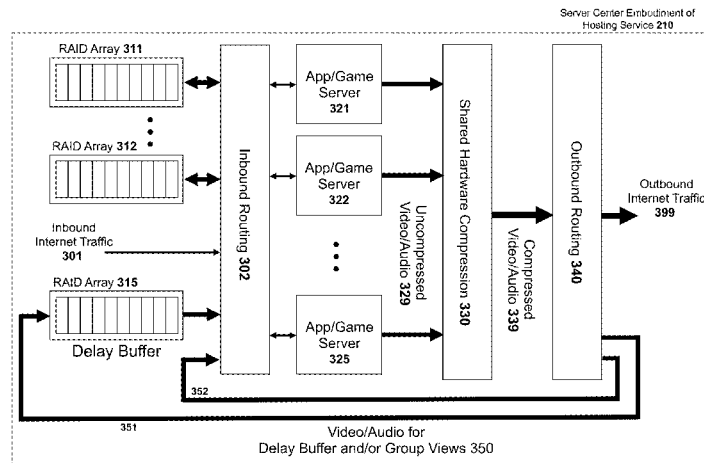 Server Center Embodiment of
Hosting Service 210
RAID Array 311
RAID Array 312
Inbound
Internet Traffic
301
RAID Array 315
Delay Buffer
Inbound Routing 302
App/Game
Server
321
App/Game
Server
322
App/Game
Server
325
Uncompressed
Video/Audio 329
Shared Hardware Compression 330
Compressed
Video/Audio 339
Outbound Routing 340
Outbound
Internet Traffic
399
352
351
Video/Audio for
Delay Buffer and/or Group Views 350